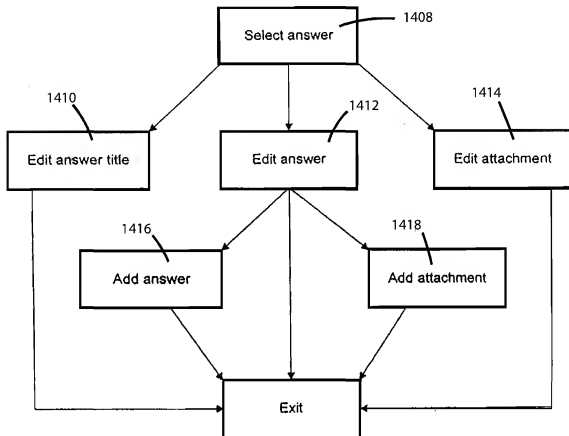 1408
Select answer
1410
1412
1414
Edit answer title
Edit answer
Edit attachment
1416
1418
Add answer
Add attachment
Exit